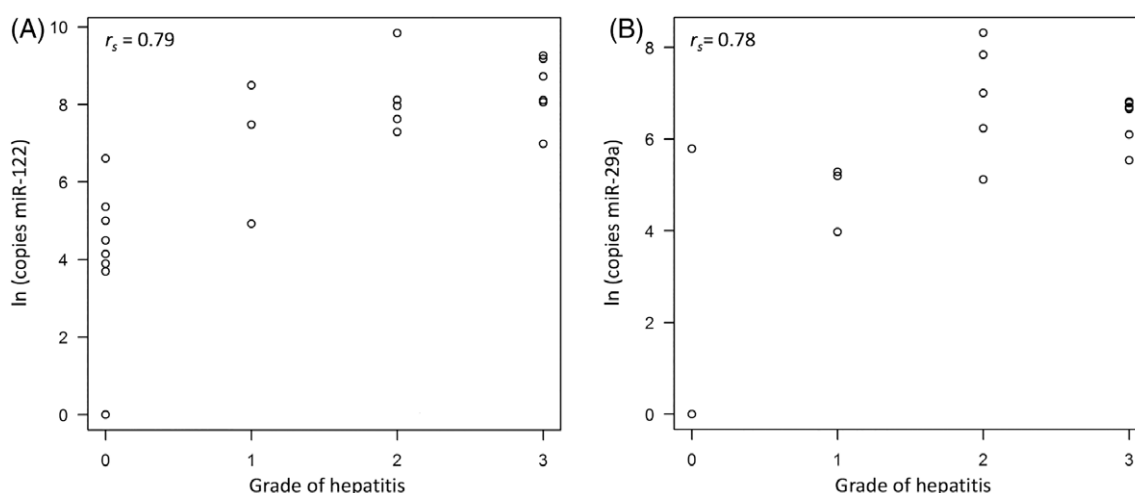 (A)
r_s = 0.79
10
8
6
4
2
0
ln (copies miR-122)
0 1 2 3
Grade of hepatitis
(B)
r_s = 0.78
8
6
4
2
0
ln (copies miR-29a)
0 1 2 3
Grade of hepatitis